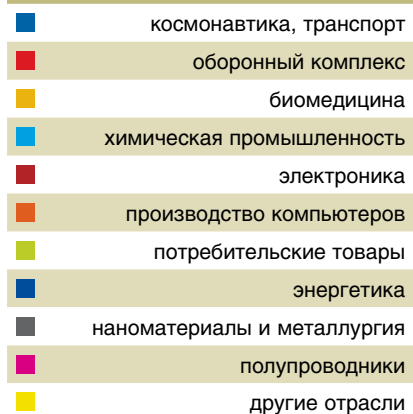 космонавтика, транспорт
оборонный комплекс
биомедицина
химическая промышленность
электроника
производство компьютеров
потребительские товары
энергетика
наноматериалы и металлургия
полупроводники
другие отрасли